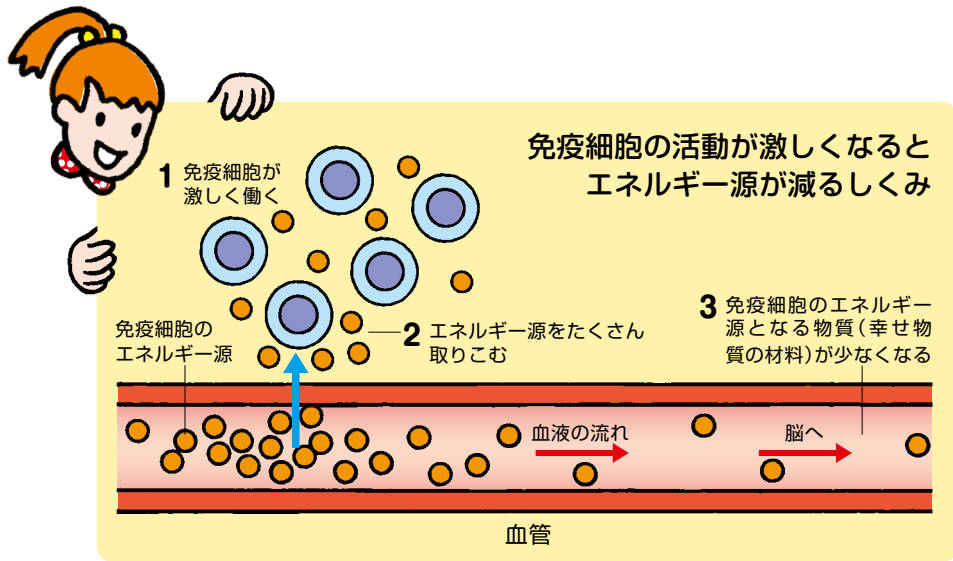 免疫細胞の活動が激しくなると
エネルギー源が減るしくみ
1 免疫細胞が
激しく働く
免疫細胞の
エネルギー源
2 エネルギー源をたくさん
取りこむ
3 免疫細胞のエネルギー
源となる物質(幸せ物
質の材料)が少なくなる
血液の流れ
脳へ
血管